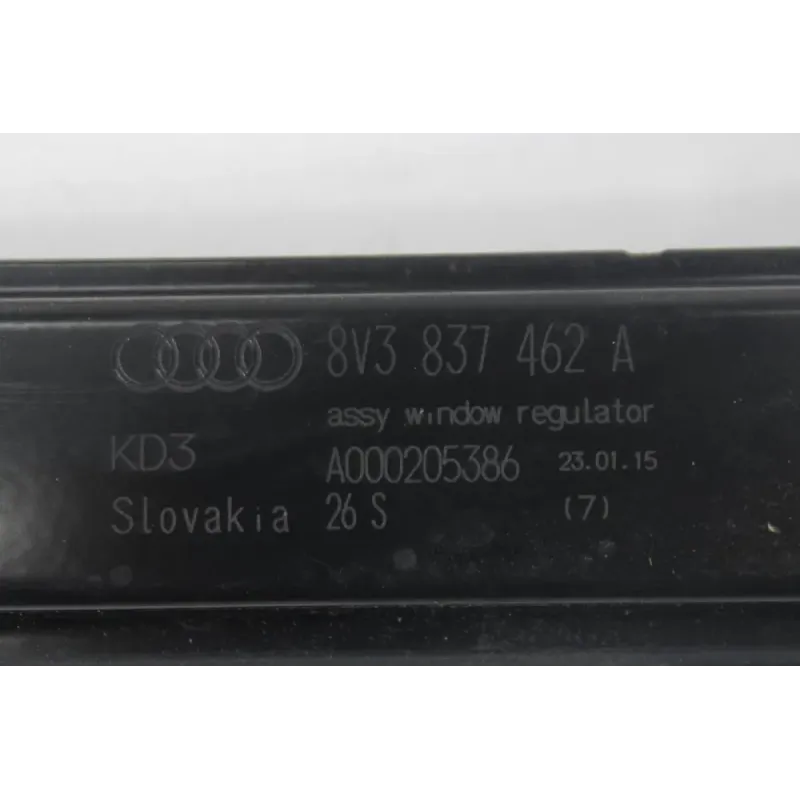 8V3 837 462 A
assy window regulator
KD3 A000205386 23.01.15
Slovakia 26 S (7)